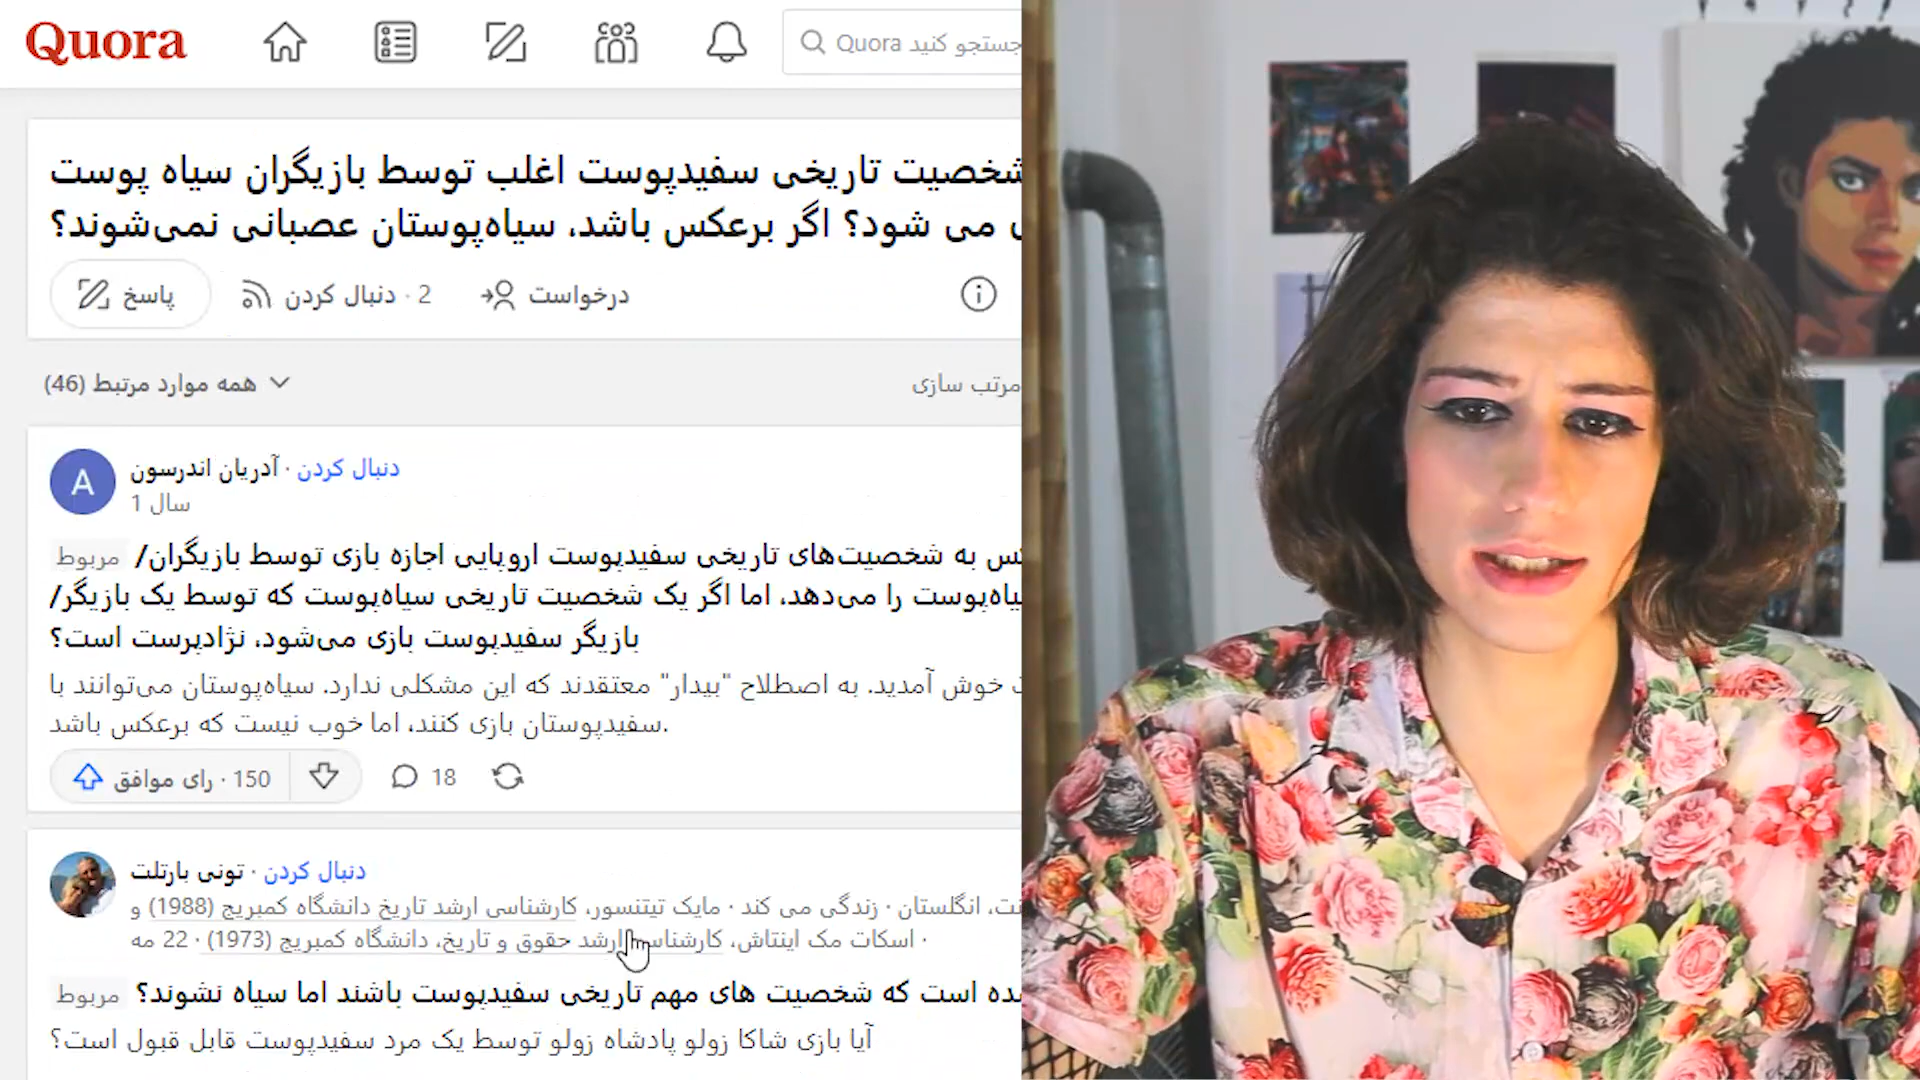 Quora
جستجو کنید Quora
شخصیت تاریخی سفیدپوست اغلب توسط بازیگران سیاه پوست
می شود؟ اگر برعکس باشد، سیاه‌پوستان عصبانی نمی‌شوند؟
پاسخ
دنبال کردن · 2
درخواست
همه موارد مرتبط (46)
مرتب سازی
A
آدریان اندرسون · دنبال کردن
1 سال
مربوط
به شخصیت‌های تاریخی سفیدپوست اروپایی اجازه بازی توسط بازیگران/
را می‌دهد، اما اگر یک شخصیت تاریخی سیاه‌پوست که توسط یک بازیگر/
بازیگر سفیدپوست بازی می‌شود، نژادپرست است؟
خوش آمدید. به اصطلاح "بیدار" معتقدند که این مشکلی ندارد. سیاه‌پوستان می‌توانند با
سفیدپوستان بازی کنند، اما خوب نیست که برعکس باشد.
رای موافق · 150
18
تونی بارتلت · دنبال کردن
انگلستان · زندگی می کند · مایک تیتنسور، کارشناسی ارشد تاریخ دانشگاه کمبریج (1988) و
اسکات مک اینتاش، کارشناسی ارشد حقوق و تاریخ، دانشگاه کمبریج (1973) · 22 مه ·
مربوط
است که شخصیت های مهم تاریخی سفیدپوست باشند اما سیاه نشوند؟
آیا بازی شاکا زولو پادشاه زولو توسط یک مرد سفیدپوست قابل قبول است؟